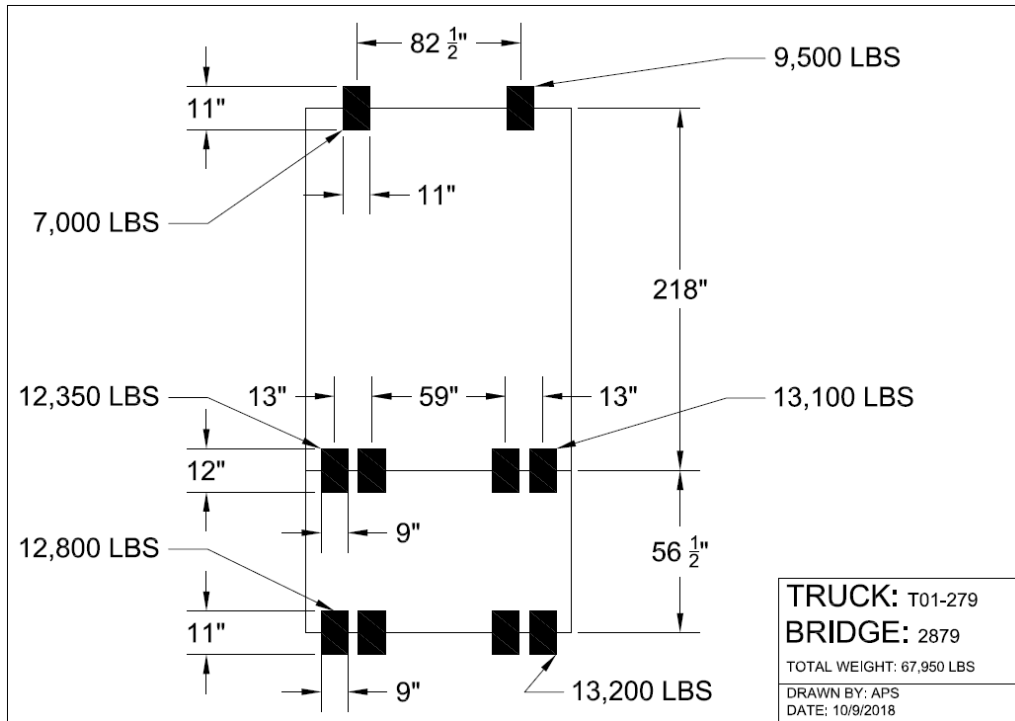 82 1/2"
9,500 LBS
11"
11"
7,000 LBS
218"
12,350 LBS
13"
59"
13"
13,100 LBS
12"
9"
12,800 LBS
56 1/2"
11"
9"
13,200 LBS
TRUCK: T01-279
BRIDGE: 2879
TOTAL WEIGHT: 67,950 LBS
DRAWN BY: APS
DATE: 10/9/2018